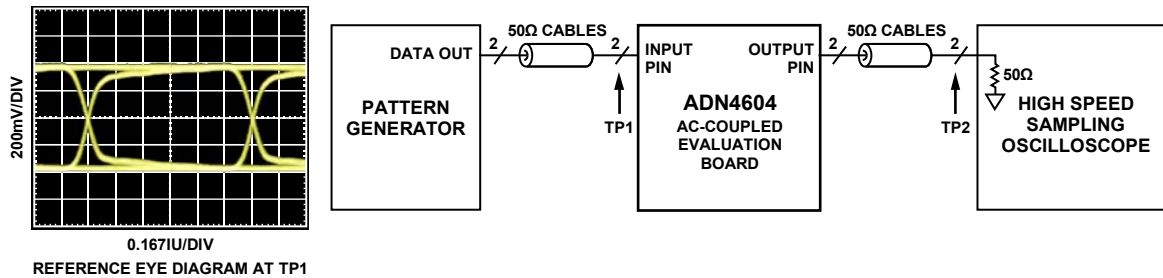 200mV/DIV
0.167IU/DIV
REFERENCE EYE DIAGRAM AT TP1
DATA OUT
PATTERN
GENERATOR
2
50Ω CABLES
2
TP1
INPUT
PIN
OUTPUT
PIN
ADN4604
AC-COUPLED
EVALUATION
BOARD
2
50Ω CABLES
2
TP2
50Ω
HIGH SPEED
SAMPLING
OSCILLOSCOPE